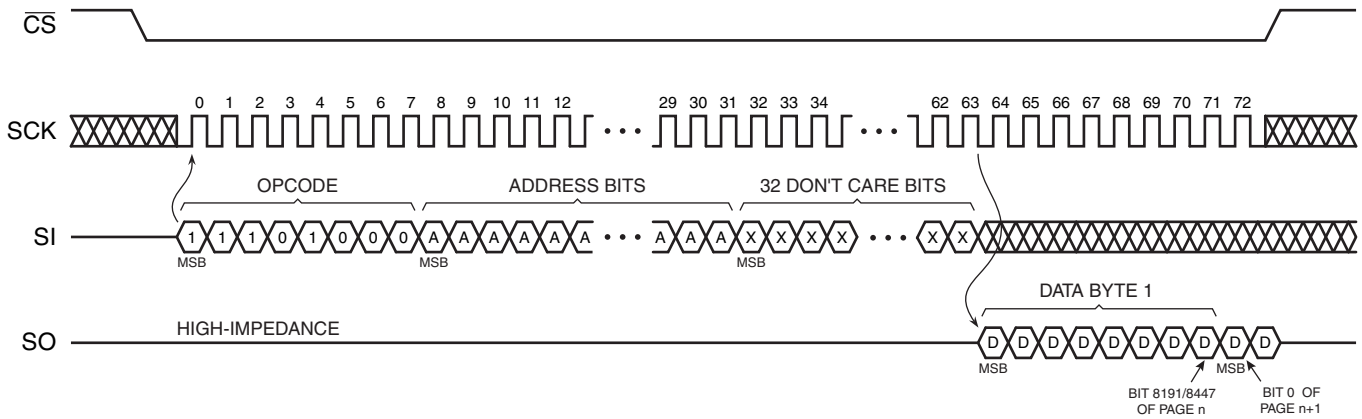 CS
0 1 2 3 4 5 6 7 8 9 10 11 12 29 30 31 32 33 34 62 63 64 65 66 67 68 69 70 71 72
SCK
OPCODE ADDRESS BITS 32 DON'T CARE BITS
SI 1 1 1 0 1 0 0 0 A A A A A A A A A X X X X X X
MSB MSB MSB
DATA BYTE 1
HIGH-IMPEDANCE
SO D D D D D D D D D D
MSB MSB
BIT 8191/8447 BIT 0 OF
OF PAGE n PAGE n+1